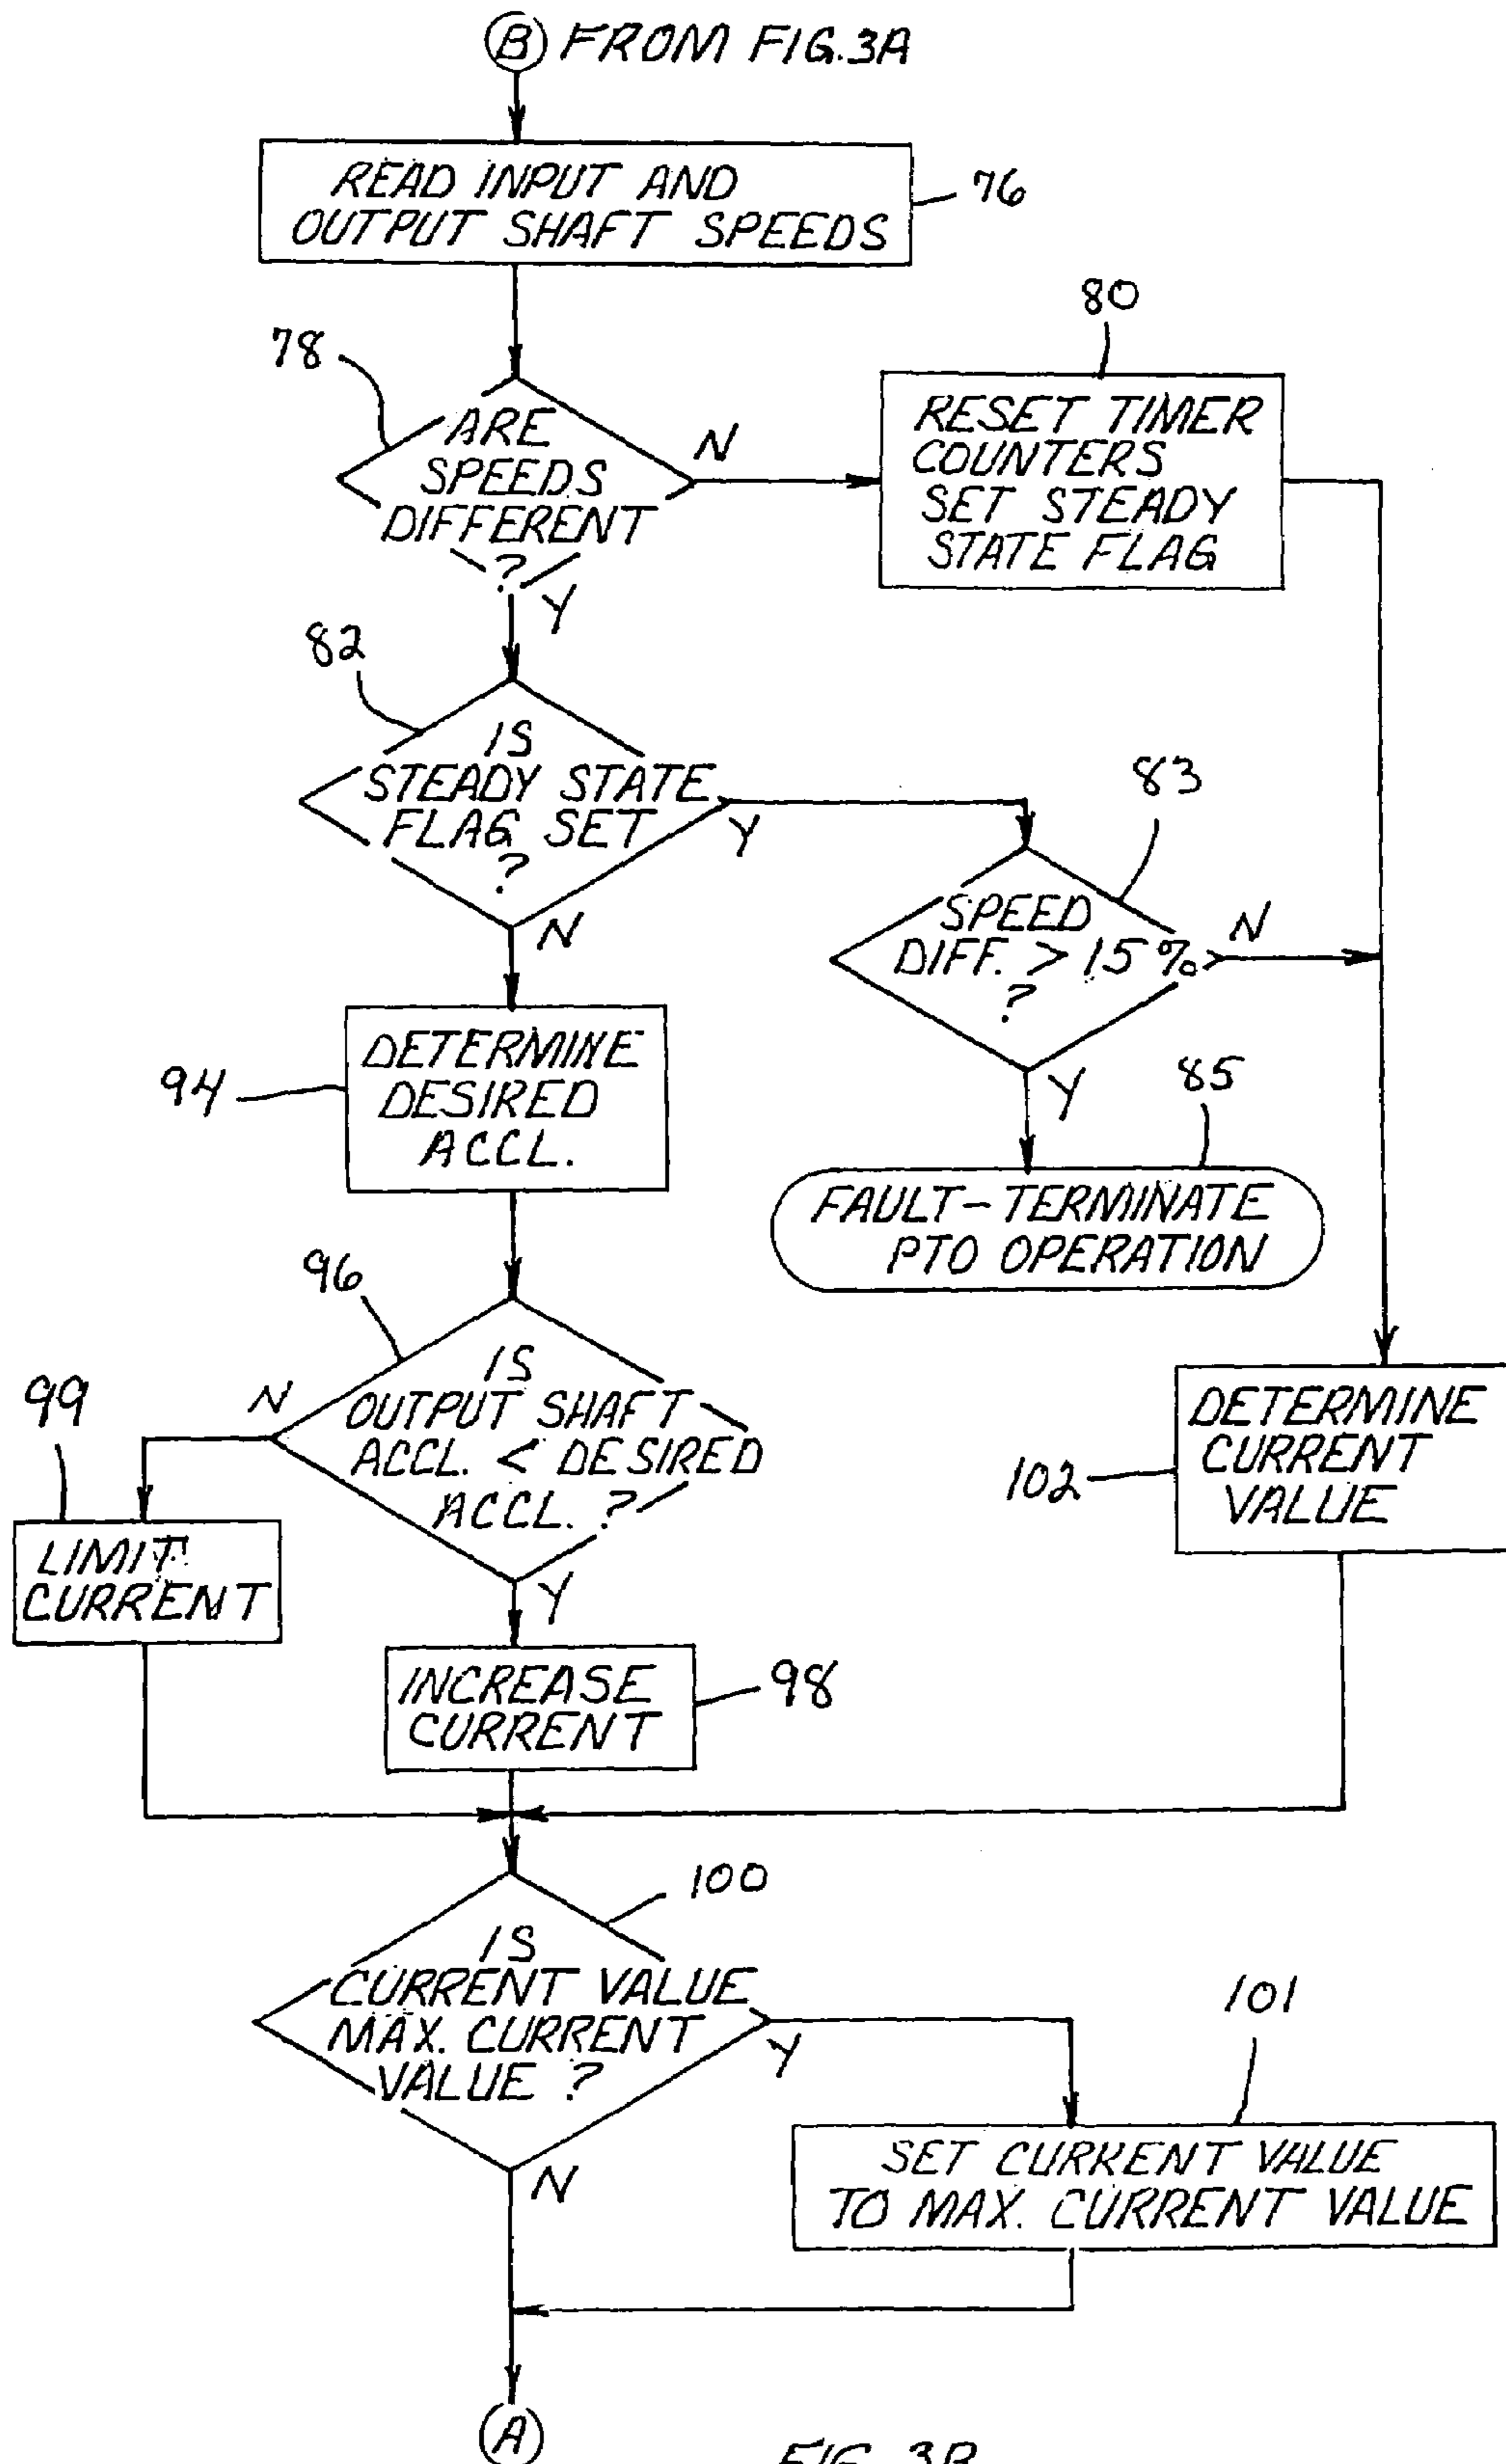 B FROM FIG. 3A
READ INPUT AND
OUTPUT SHAFT SPEEDS
76
78
ARE
SPEEDS
DIFFERENT
?
N
Y
80
RESET TIMER
COUNTERS
SET STEADY
STATE FLAG
82
IS
STEADY STATE
FLAG SET
?
Y
N
83
SPEED
DIFF. > 15%
?
N
Y
85
FAULT-TERMINATE
PTO OPERATION
94
DETERMINE
DESIRED
ACCL.
96
IS
OUTPUT SHAFT
ACCL. < DESIRED
ACCL. ?
N
Y
99
LIMIT
CURRENT
INCREASE
CURRENT
98
102
DETERMINE
CURRENT
VALUE
100
IS
CURRENT VALUE
MAX. CURRENT
VALUE ?
Y
N
101
SET CURRENT VALUE
TO MAX. CURRENT VALUE
A
FIG. 3B